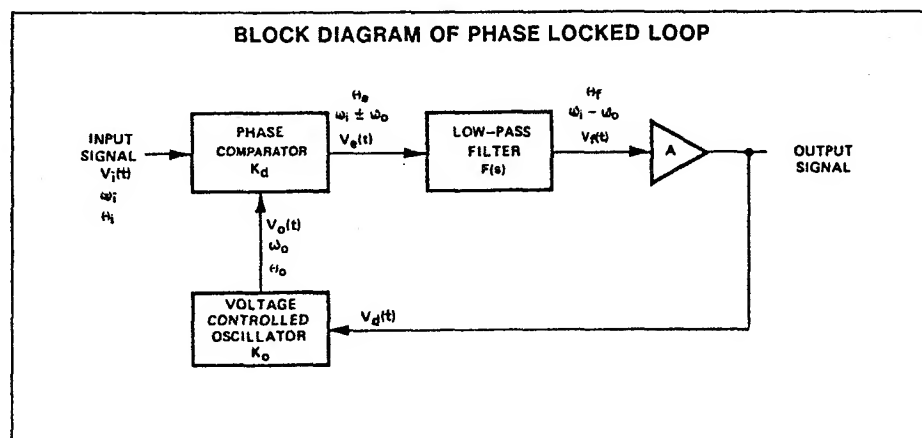 BLOCK DIAGRAM OF PHASE LOCKED LOOP
INPUT
SIGNAL
Vi(t)
ωi
θi
PHASE
COMPARATOR
Kd
θe
ωi ± ωo
Ve(t)
LOW-PASS
FILTER
F(s)
θf
ωi - ωo
Vf(t)
A
OUTPUT
SIGNAL
Vo(t)
ωo
θo
VOLTAGE
CONTROLLED
OSCILLATOR
Ko
Vd(t)